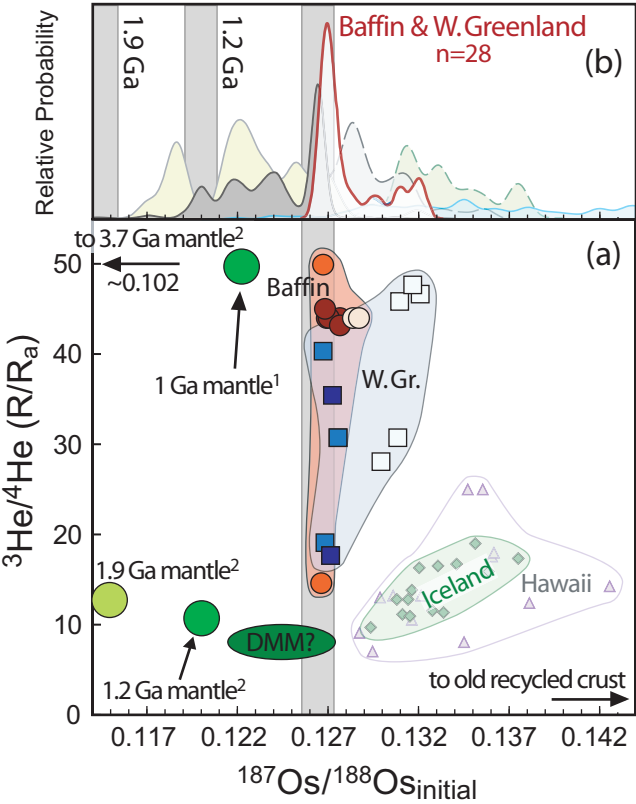 1.9 Ga
1.2 Ga
Baffin & W. Greenland
n=28
(b)
Relative Probability
to 3.7 Ga mantle²
~0.102
(a)
Baffin
1 Ga mantle¹
W.Gr.
1.9 Ga mantle²
Iceland
Hawaii
DMM?
1.2 Ga mantle²
to old recycled crust
50
40
30
20
10
0
³He/⁴He (R/Rₐ)
0.117 0.122 0.127 0.132 0.137 0.142
¹⁸⁷Os/¹⁸⁸Os initial